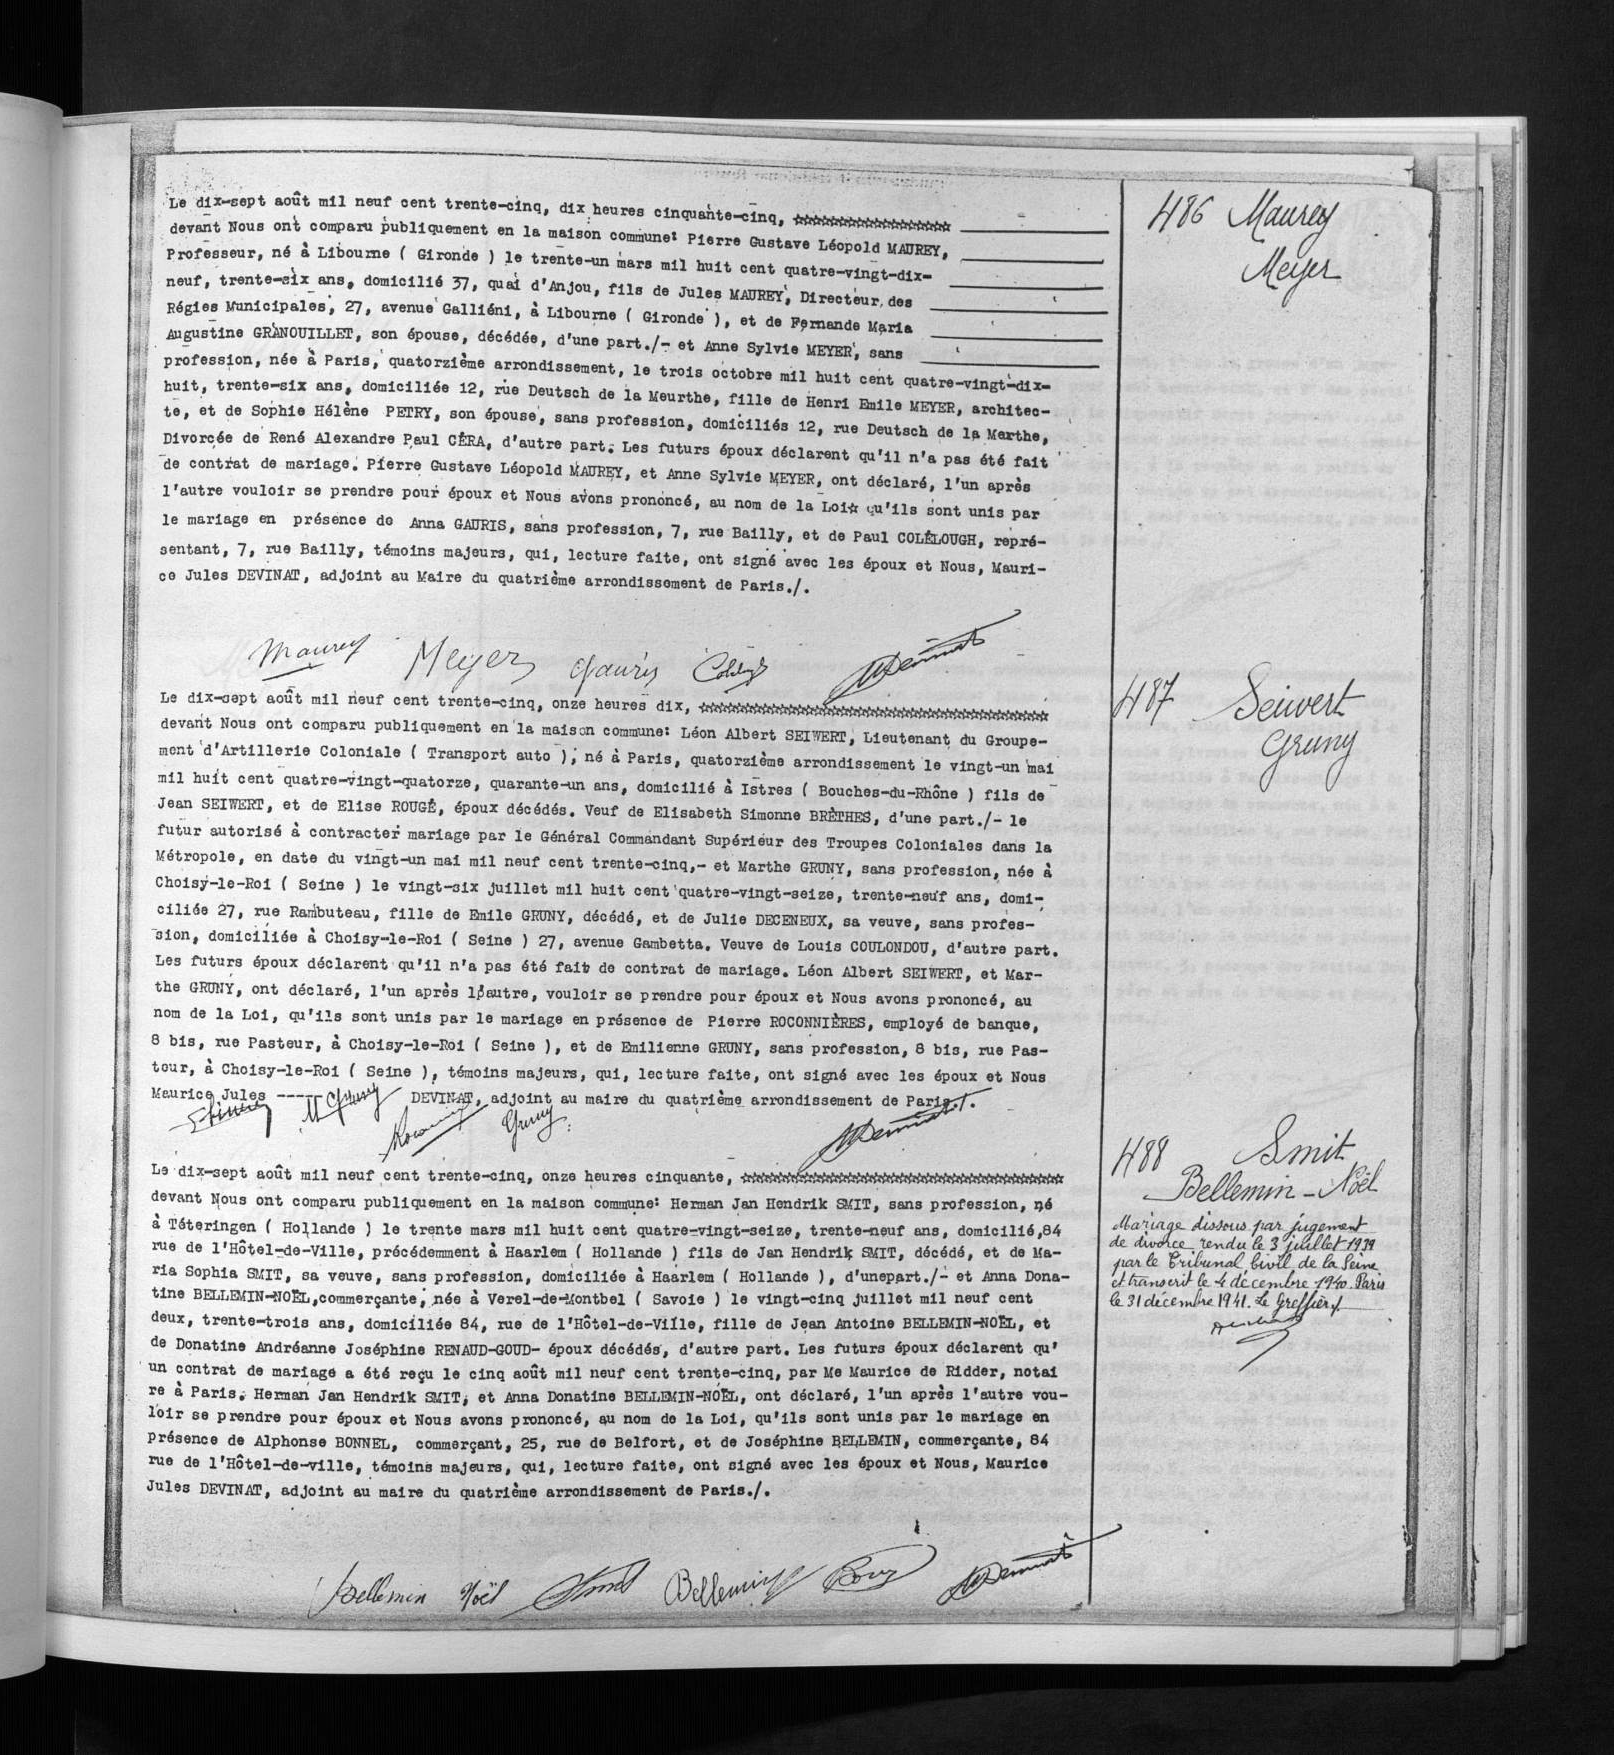 Le dix-sept août mil neuf cent trente-cinq, dix heures cinquante-cinq,
devant Nous ont comparu publiquement en la maison commune: Pierre Gustave Léopold MAUREY,
Professeur, né à Libourne ( Gironde ) le trente-un mars mil huit cent quatre-vingt-dix-
neuf, trente-six ans, domicilié 37, quai d'Anjou, fils de Jules MAUREY, Directeur des
Régies Municipales, 27, avenue Galliéni, à Libourne ( Gironde ), et de Fernande Maria
Augustine GRANOUILLET, son épouse, décédée, d'une part./- et Anne Sylvie MEYER, sans
profession, née à Paris, quatorzième arrondissement, le trois octobre mil huit cent quatre-vingt-dix-
huit, trente-six ans, domiciliée 12, rue Deutsch de la Meurthe, fille de Henri Emile MEYER, architec-
te, et de Sophie Hélène PETRY, son épouse, sans profession, domiciliés 12, rue Deutsch de la Merthe,
Divorcée de René Alexandre Paul CÉRA, d'autre part. Les futurs époux déclarent qu'il n'a pas été fait
de contrat de mariage. Pierre Gustave Léopold MAUREY, et Anne Sylvie MEYER, ont déclaré, l'un après
l'autre vouloir se prendre pour époux et Nous avons prononcé, au nom de la Loi☆ qu'ils sont unis par
le mariage en présence de Anna GAURIS, sans profession, 7, rue Bailly, et de Paul COLÉLOUGH, repré-
sentant, 7, rue Bailly, témoins majeurs, qui, lecture faite, ont signé avec les époux et Nous, Mauri-
ce Jules DEVINAT, adjoint au Maire du quatrième arrondissement de Paris./.
486 Maurey
Meyer
Maurey Meyer Gauris
Le dix-sept août mil neuf cent trente-cinq, onze heures dix,
devant Nous ont comparu publiquement en la maison commune: Léon Albert SEIWERT, Lieutenant du Groupe-
ment d'Artillerie Coloniale ( Transport auto ), né à Paris, quatorzième arrondissement le vingt-un mai
mil huit cent quatre-vingt-quatorze, quarante-un ans, domicilié à Istres ( Bouches-du-Rhône ) fils de
Jean SEIWERT, et de Elise ROUGÉ, époux décédés. Veuf de Elisabeth Simonne BRÈTHES, d'une part./- le
futur autorisé à contracter mariage par le Général Commandant Supérieur des Troupes Coloniales dans la
Métropole, en date du vingt-un mai mil neuf cent trente-cinq,- et Marthe GRUNY, sans profession, née à
Choisy-le-Roi ( Seine ) le vingt-six juillet mil huit cent quatre-vingt-seize, trente-neuf ans, domi-
ciliée 27, rue Rambuteau, fille de Emile GRUNY, décédé, et de Julie DECENEUX, sa veuve, sans profes-
sion, domiciliée à Choisy-le-Roi ( Seine ) 27, avenue Gambetta. Veuve de Louis COULONDOU, d'autre part.
Les futurs époux déclarent qu'il n'a pas été fait de contrat de mariage. Léon Albert SEIWERT, et Mar-
the GRUNY, ont déclaré, l'un après l'autre, vouloir se prendre pour époux et Nous avons prononcé, au
nom de la Loi, qu'ils sont unis par le mariage en présence de Pierre ROCONNIÈRES, employé de banque,
8 bis, rue Pasteur, à Choisy-le-Roi ( Seine ), et de Emilienne GRUNY, sans profession, 8 bis, rue Pas-
teur, à Choisy-le-Roi ( Seine ), témoins majeurs, qui, lecture faite, ont signé avec les époux et Nous
Maurice Jules ----- DEVINAT, adjoint au maire du quatrième arrondissement de Paris./.
487 Seiwert
Gruny
M Gruny Gruny
Le dix-sept août mil neuf cent trente-cinq, onze heures cinquante,
devant Nous ont comparu publiquement en la maison commune: Herman Jan Hendrik SMIT, sans profession, né
à Téteringen ( Hollande ) le trente mars mil huit cent quatre-vingt-seize, trente-neuf ans, domicilié,84
rue de l'Hôtel-de-Ville, précédemment à Haarlem ( Hollande ) fils de Jan Hendrik SMIT, décédé, et de Ma-
ria Sophia SMIT, sa veuve, sans profession, domiciliée à Haarlem ( Hollande ), d'unepart./- et Anna Dona-
tine BELLEMIN-NOËL,commerçante, née à Verel-de-Montbel ( Savoie ) le vingt-cinq juillet mil neuf cent
deux, trente-trois ans, domiciliée 84, rue de l'Hôtel-de-Ville, fille de Jean Antoine BELLEMIN-NOËL, et
de Donatine Andréanne Joséphine RENAUD-GOUD- époux décédés, d'autre part. Les futurs époux déclarent qu'
un contrat de mariage a été reçu le cinq août mil neuf cent trente-cinq, par Me Maurice de Ridder, notai
re à Paris. Herman Jan Hendrik SMIT, et Anna Donatine BELLEMIN-NOËL, ont déclaré, l'un après l'autre vou-
loir se prendre pour époux et Nous avons prononcé, au nom de la Loi, qu'ils sont unis par le mariage en
présence de Alphonse BONNEL, commerçant, 25, rue de Belfort, et de Joséphine BELLEMIN, commerçante, 84
rue de l'Hôtel-de-ville, témoins majeurs, qui, lecture faite, ont signé avec les époux et Nous, Maurice
Jules DEVINAT, adjoint au maire du quatrième arrondissement de Paris./.
488 Smit
Bellemin-Noël
Mariage dissous par jugement
de divorce rendu le 3 juillet 1939
par le Tribunal Civil de la Seine
et transcrit le 4 décembre 1940. Paris
le 31 décembre 1941. Le Greffier
Bellemin Noël Smit Bellemin